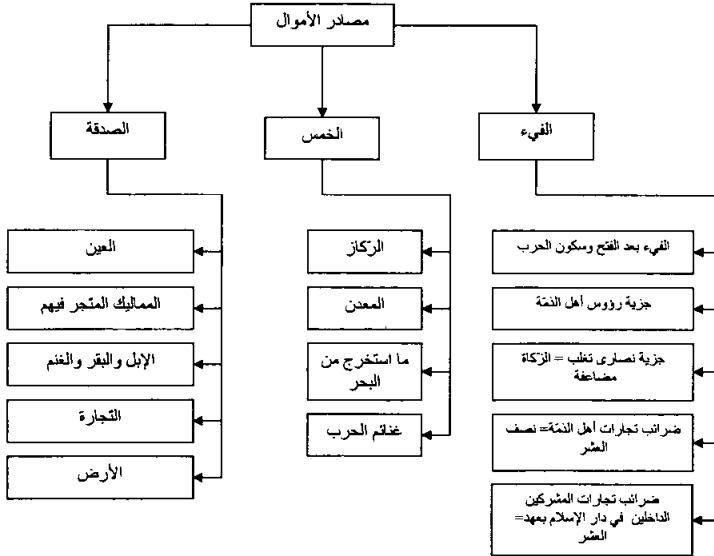 مصادر الأموال
الفيء
الخمس
الصدقة
الفيء بعد الفتح وسكون الحرب
جزية رؤوس أهل الذمّة
جزية نصارى تغلب = الزكاة
مضاعفة
ضرائب تجارات أهل الذمّة= نصف
العشر
ضرائب تجارات المشركين
الداخلين في دار الإسلام بعهد=
العشر
الركاز
المعدن
ما استخرج من
البحر
غنائم الحرب
العين
المماليك المتجر فيهم
الإبل والبقر والغنم
التجارة
الأرض